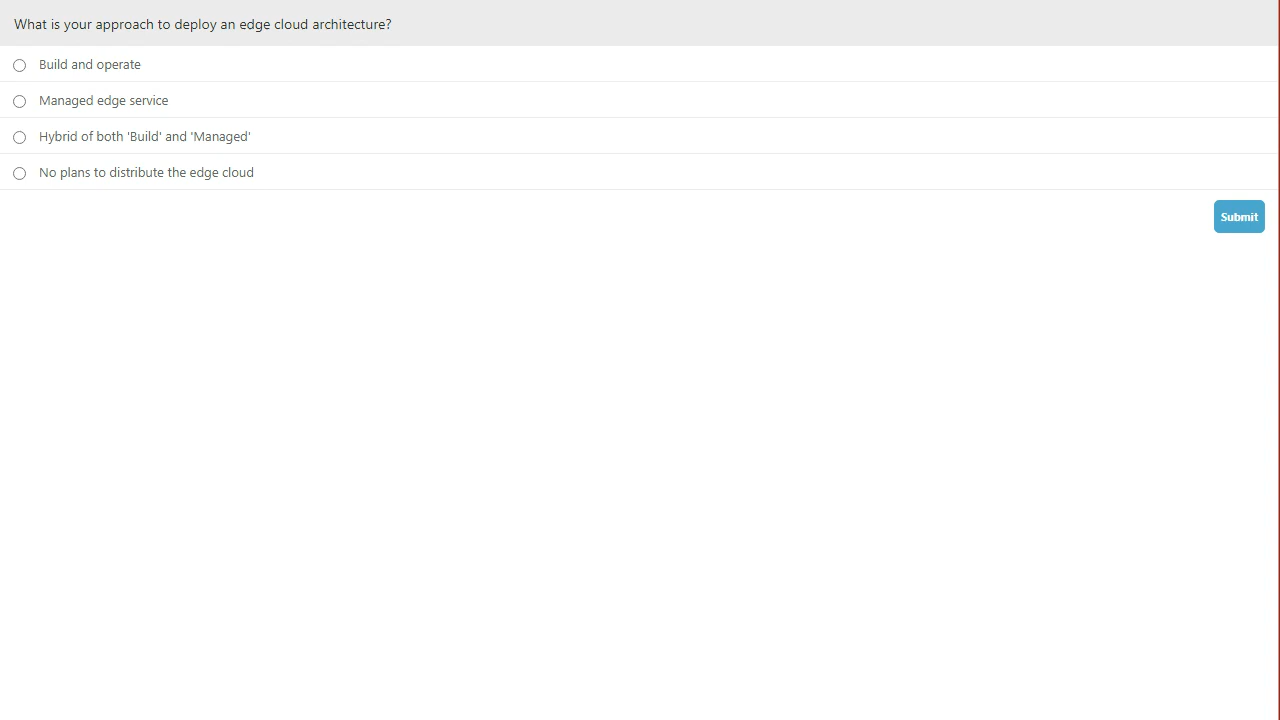 What is your approach to deploy an edge cloud architecture?
Build and operate
Managed edge service
Hybrid of both 'Build' and 'Managed'
No plans to distribute the edge cloud
Submit